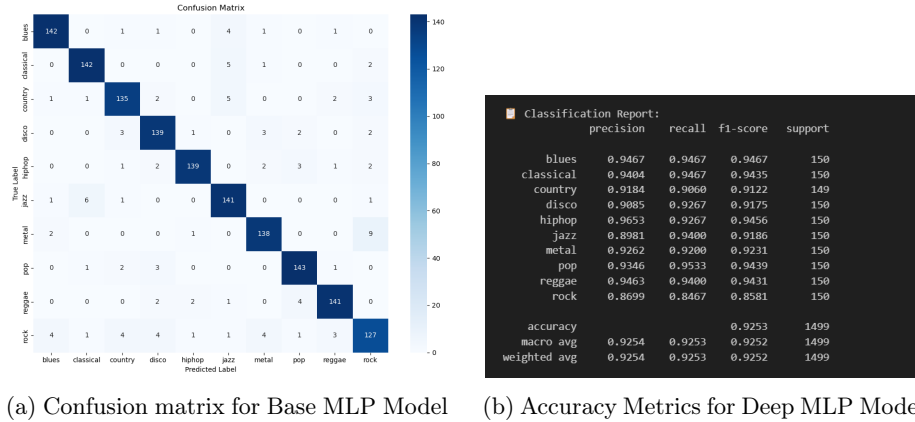 Confusion Matrix
True Label
blues 142 0 1 1 0 4 1 0 1 0
classical 0 142 0 0 0 5 1 0 0 2
country 1 1 135 2 0 5 0 0 2 3
disco 0 0 3 139 1 0 3 2 0 2
hiphop 0 0 1 2 139 0 2 3 1 2
jazz 1 6 0 0 0 141 0 0 0 1
metal 2 0 0 0 1 0 138 0 0 9
pop 0 1 2 3 0 0 0 143 1 0
reggae 0 0 0 2 2 1 0 4 141 0
rock 4 1 4 4 1 1 4 1 3 127
blues classical country disco hiphop jazz metal pop reggae rock
Predicted Label
140
120
100
80
60
40
20
0
(a) Confusion matrix for Base MLP Model
📋 Classification Report:
precision recall f1-score support
blues 0.9467 0.9467 0.9467 150
classical 0.9404 0.9467 0.9435 150
country 0.9184 0.9060 0.9122 149
disco 0.9085 0.9267 0.9175 150
hiphop 0.9653 0.9267 0.9456 150
jazz 0.8981 0.9400 0.9186 150
metal 0.9262 0.9200 0.9231 150
pop 0.9346 0.9533 0.9439 150
reggae 0.9463 0.9400 0.9431 150
rock 0.8699 0.8467 0.8581 150
accuracy 0.9253 1499
macro avg 0.9254 0.9253 0.9252 1499
weighted avg 0.9254 0.9253 0.9252 1499
(b) Accuracy Metrics for Deep MLP Mode